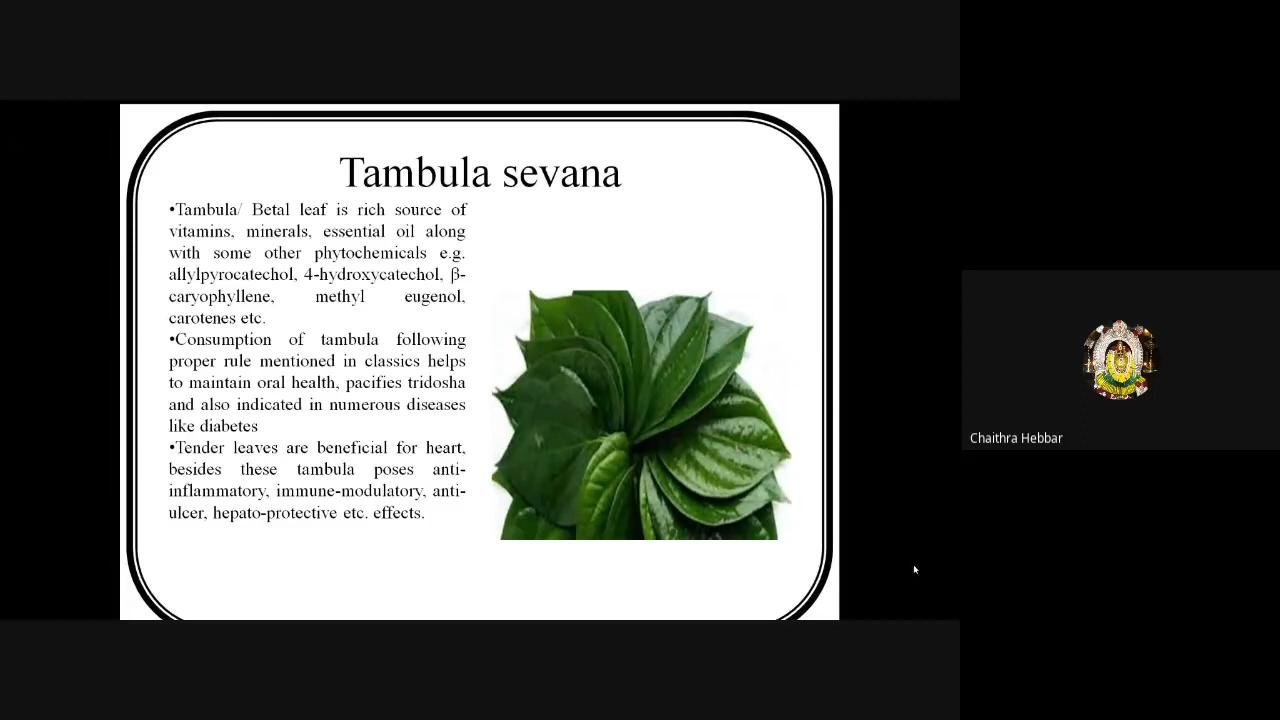 Tambula sevana
•Tambula/ Betal leaf is rich source of
vitamins, minerals, essential oil along
with some other phytochemicals e.g.
allylpyrocatechol, 4-hydroxycatechol, β-
caryophyllene, methyl eugenol,
carotenes etc.
•Consumption of tambula following
proper rule mentioned in classics helps
to maintain oral health, pacifies tridosha
and also indicated in numerous diseases
like diabetes
•Tender leaves are beneficial for heart,
besides these tambula poses anti-
inflammatory, immune-modulatory, anti-
ulcer, hepato-protective etc. effects.
Chaithra Hebbar